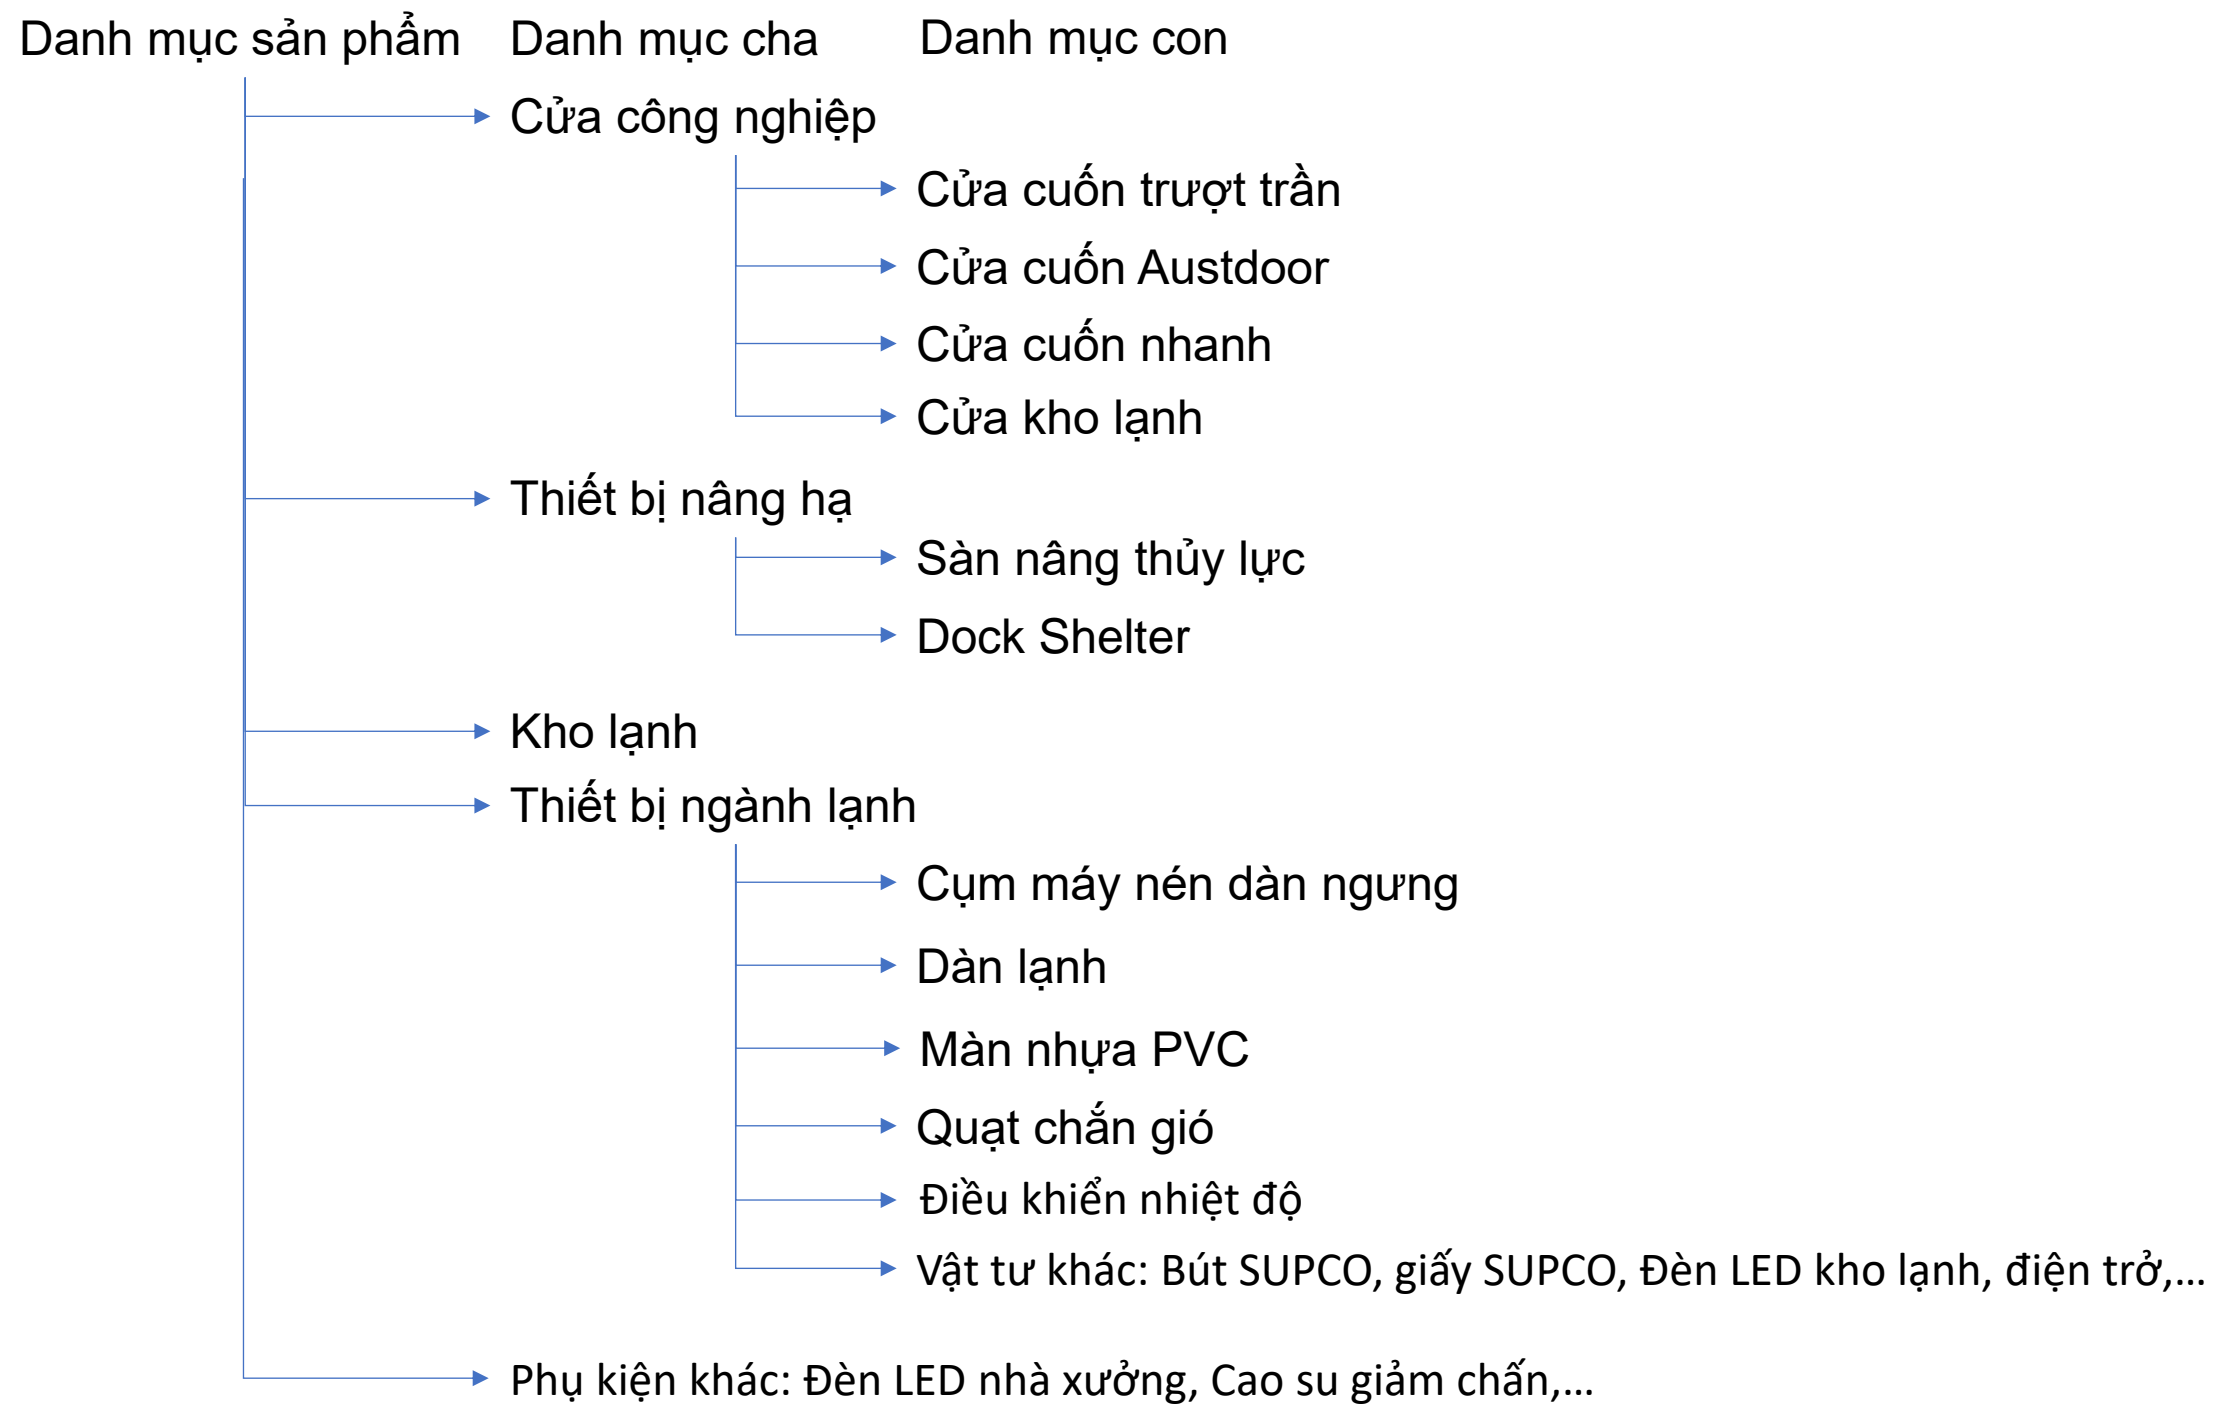 Danh mục sản phẩm Danh mục cha Danh mục con
Cửa công nghiệp
Cửa cuốn trượt trần
Cửa cuốn Austdoor
Cửa cuốn nhanh
Cửa kho lạnh
Thiết bị nâng hạ
Sàn nâng thủy lực
Dock Shelter
Kho lạnh
Thiết bị ngành lạnh
Cụm máy nén dàn ngưng
Dàn lạnh
Màn nhựa PVC
Quạt chắn gió
Điều khiển nhiệt độ
Vật tư khác: Bút SUPCO, giấy SUPCO, Đèn LED kho lạnh, điện trở,...
Phụ kiện khác: Đèn LED nhà xưởng, Cao su giảm chấn,...